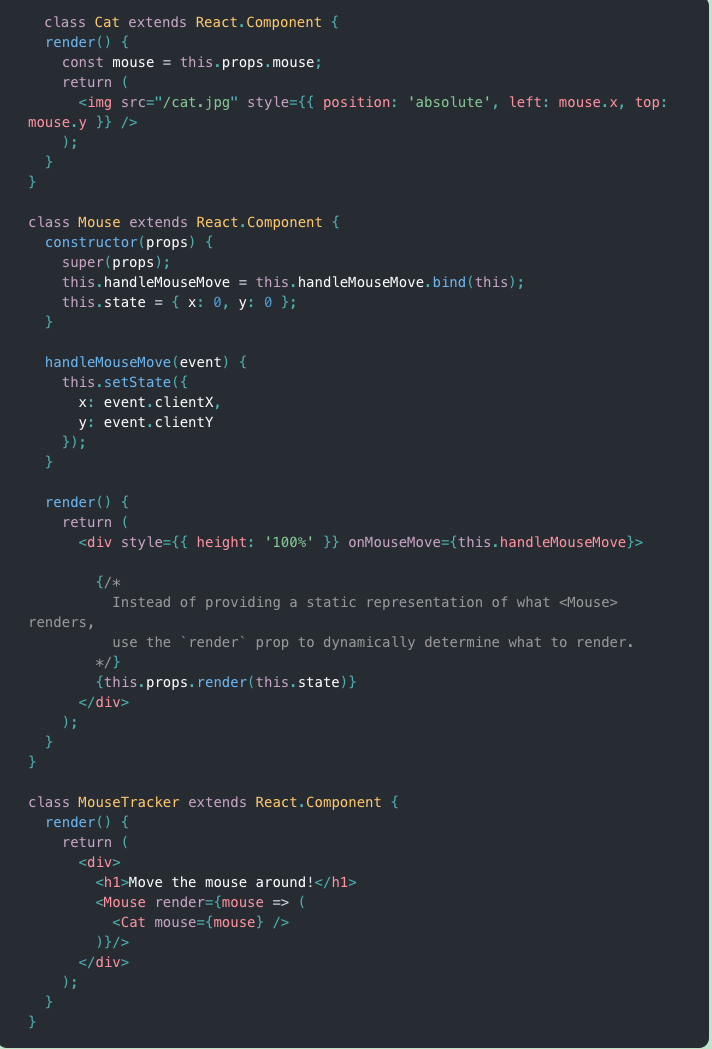 class Cat extends React.Component {
  render() {
    const mouse = this.props.mouse;
    return (
      <img src="/cat.jpg" style={{ position: 'absolute', left: mouse.x, top:
mouse.y }} />
    );
  }
}

class Mouse extends React.Component {
  constructor(props) {
    super(props);
    this.handleMouseMove = this.handleMouseMove.bind(this);
    this.state = { x: 0, y: 0 };
  }

  handleMouseMove(event) {
    this.setState({
      x: event.clientX,
      y: event.clientY
    });
  }

  render() {
    return (
      <div style={{ height: '100%' }} onMouseMove={this.handleMouseMove}>

        {/*
          Instead of providing a static representation of what <Mouse>
renders,
          use the `render` prop to dynamically determine what to render.
        */}
        {this.props.render(this.state)}
      </div>
    );
  }
}

class MouseTracker extends React.Component {
  render() {
    return (
      <div>
        <h1>Move the mouse around!</h1>
        <Mouse render={mouse => (
          <Cat mouse={mouse} />
        )}/>
      </div>
    );
  }
}